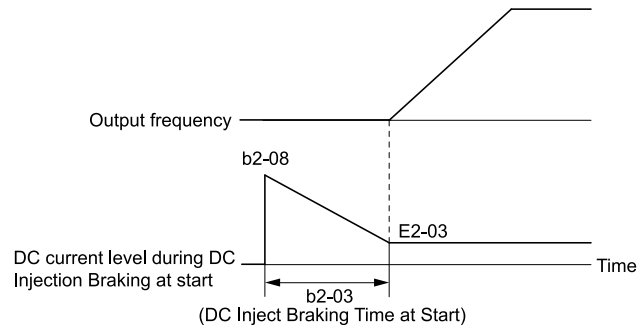 Output frequency
b2-08
E2-03
DC current level during DC
Injection Braking at start
Time
b2-03
(DC Inject Braking Time at Start)